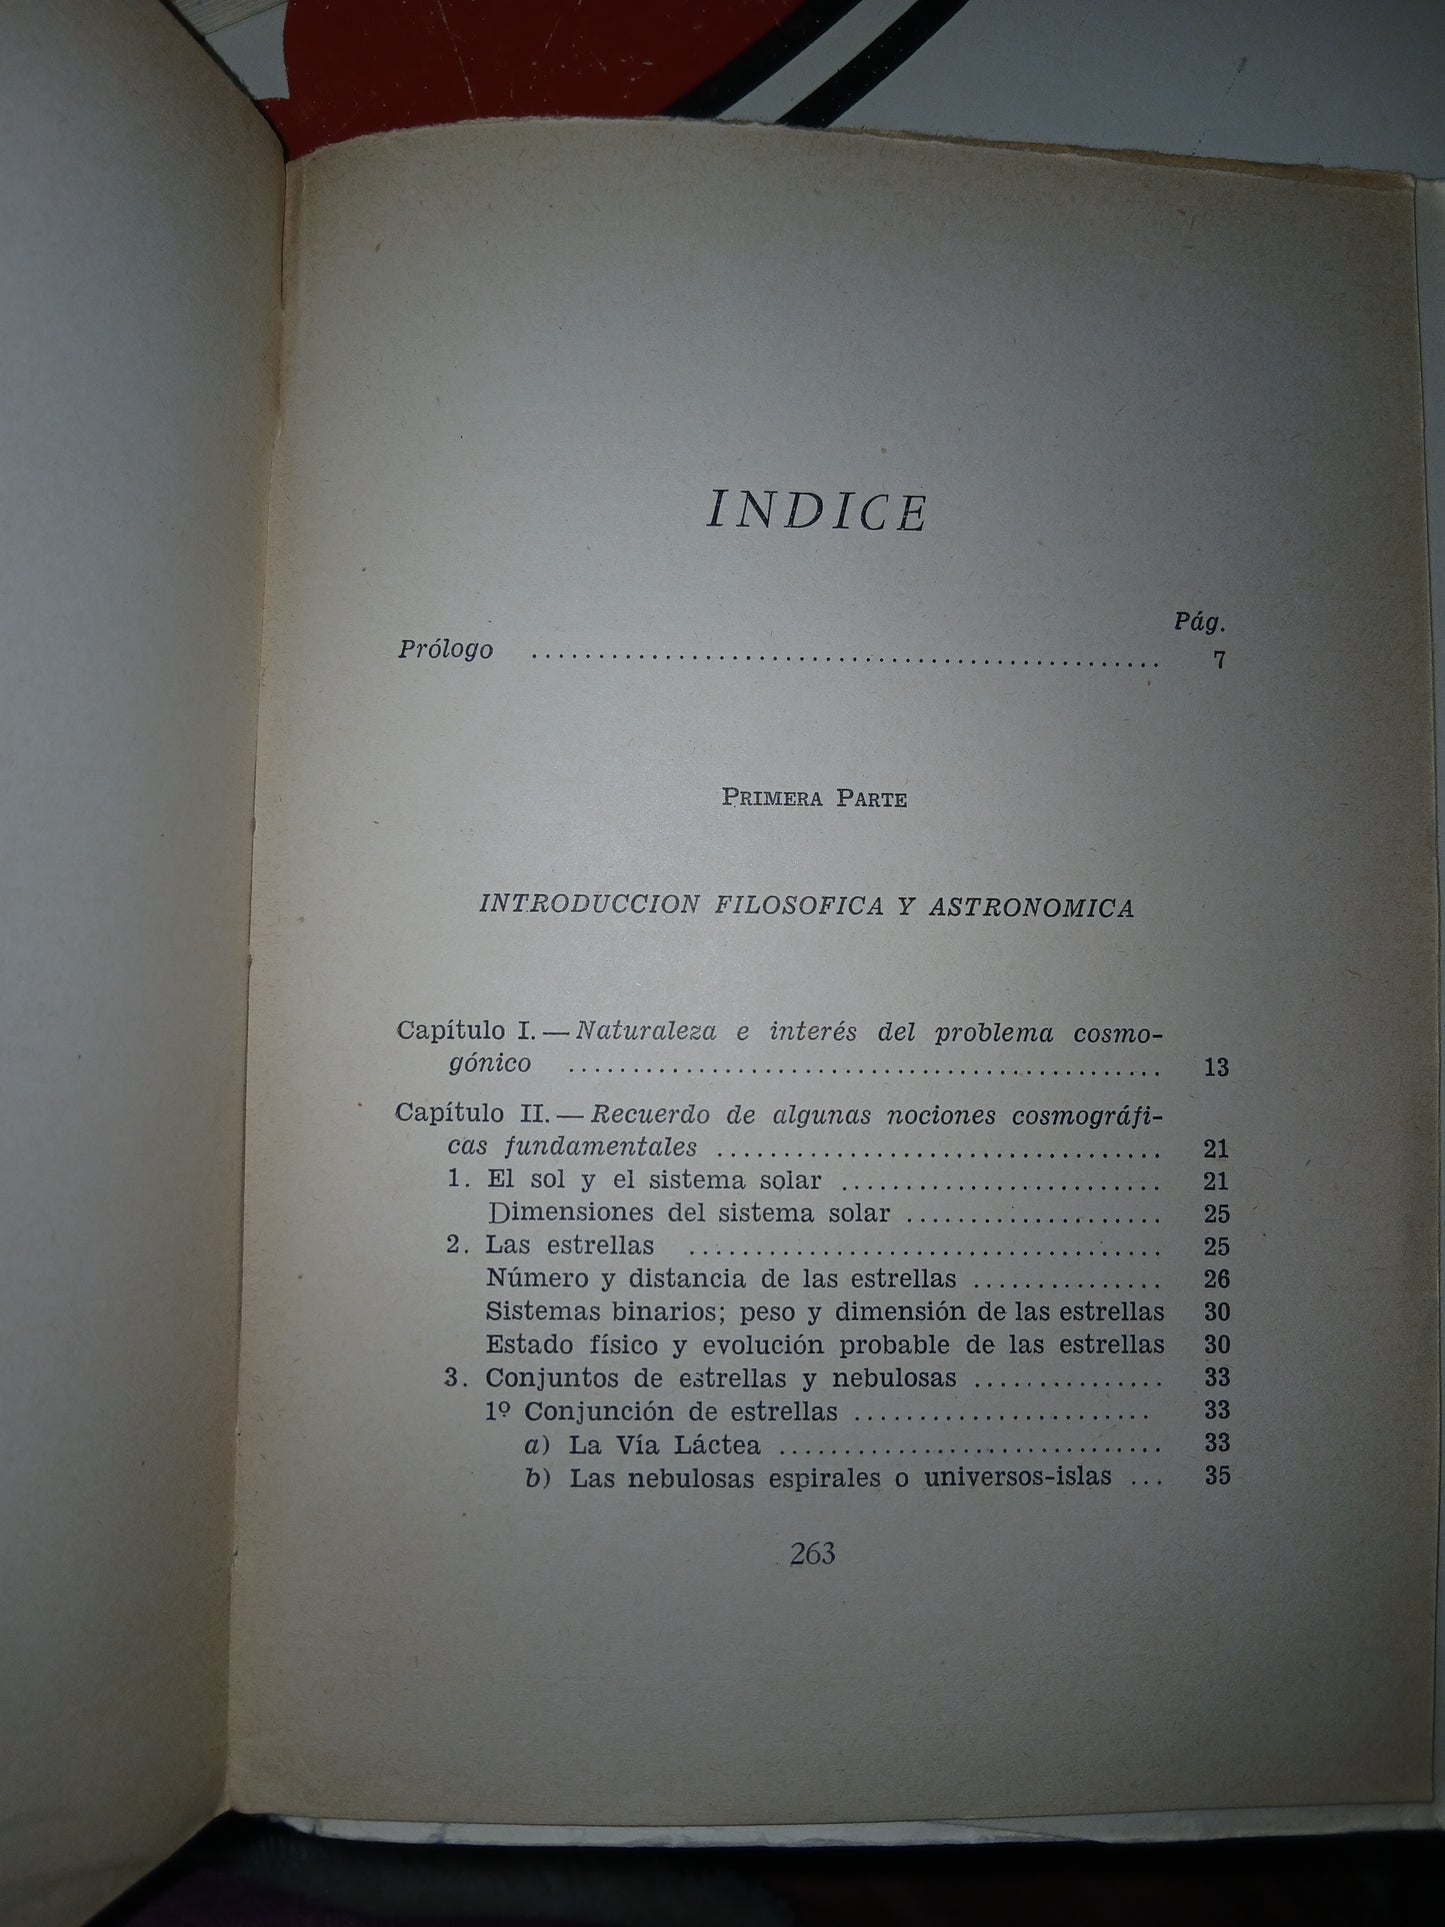 INDICE
Pág.
Prólogo .................................................. 7
PRIMERA PARTE
INTRODUCCION FILOSOFICA Y ASTRONOMICA
Capítulo I. — Naturaleza e interés del problema cosmo-
gónico .............................................. 13
Capítulo II. — Recuerdo de algunas nociones cosmográfi-
cas fundamentales ................................... 21
1. El sol y el sistema solar ......................... 21
Dimensiones del sistema solar .................... 25
2. Las estrellas ..................................... 25
Número y distancia de las estrellas ............... 26
Sistemas binarios; peso y dimensión de las estrellas 30
Estado físico y evolución probable de las estrellas 30
3. Conjuntos de estrellas y nebulosas ............... 33
1º Conjunción de estrellas ....................... 33
a) La Vía Láctea .............................. 33
b) Las nebulosas espirales o universos-islas ... 35
263